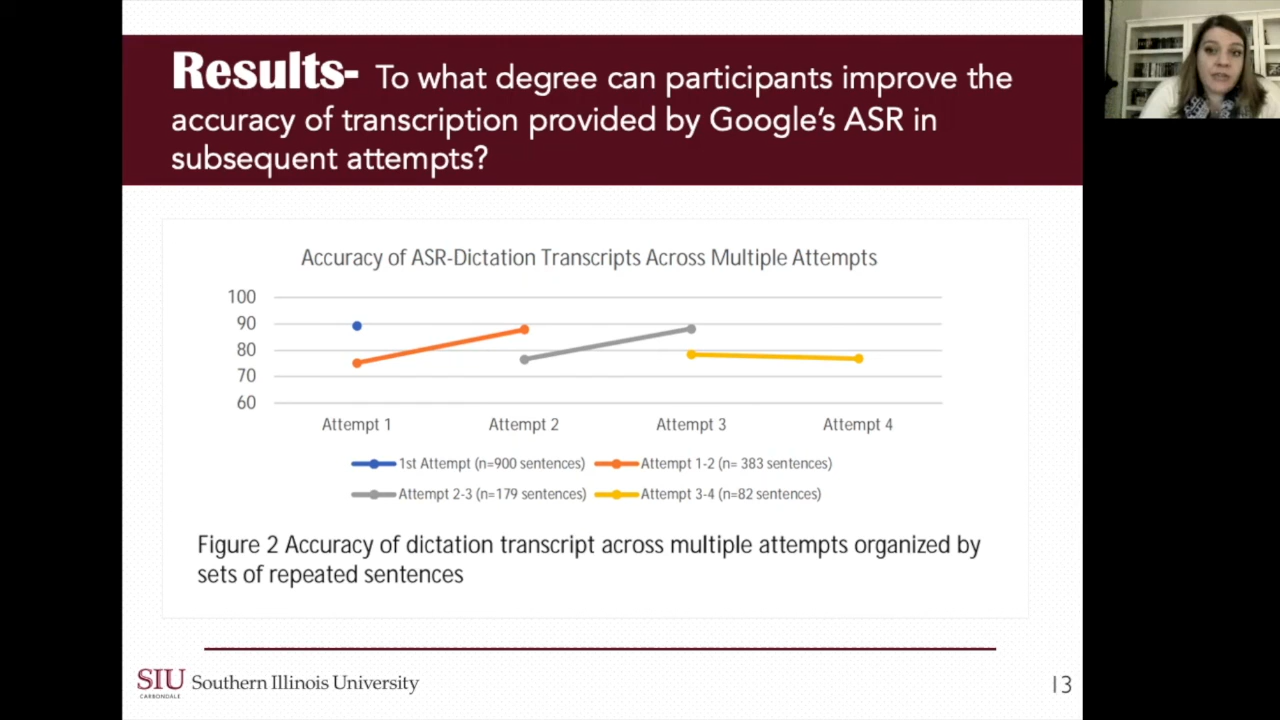 Results- To what degree can participants improve the
accuracy of transcription provided by Google's ASR in
subsequent attempts?
Accuracy of ASR-Dictation Transcripts Across Multiple Attempts
100
90
80
70
60
Attempt 1 Attempt 2 Attempt 3 Attempt 4
1st Attempt (n=900 sentences) Attempt 1-2 (n= 383 sentences)
Attempt 2-3 (n=179 sentences) Attempt 3-4 (n=82 sentences)
Figure 2 Accuracy of dictation transcript across multiple attempts organized by
sets of repeated sentences
SIU Southern Illinois University
CARBONDALE
13